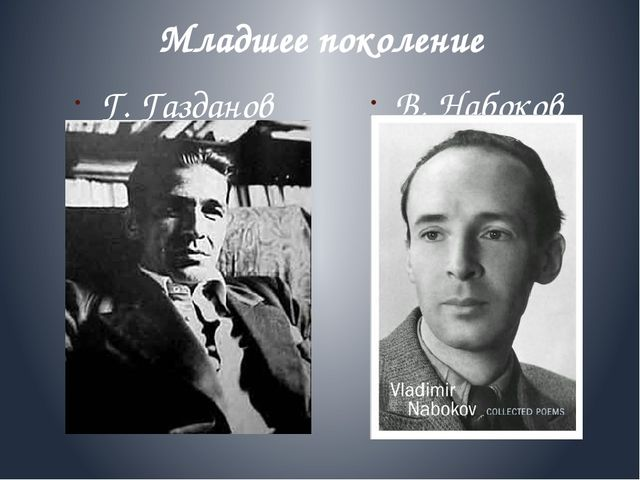 Младшее поколение
• Г. Газданов
• В. Набоков
Vladimir
Nabokov COLLECTED POEMS